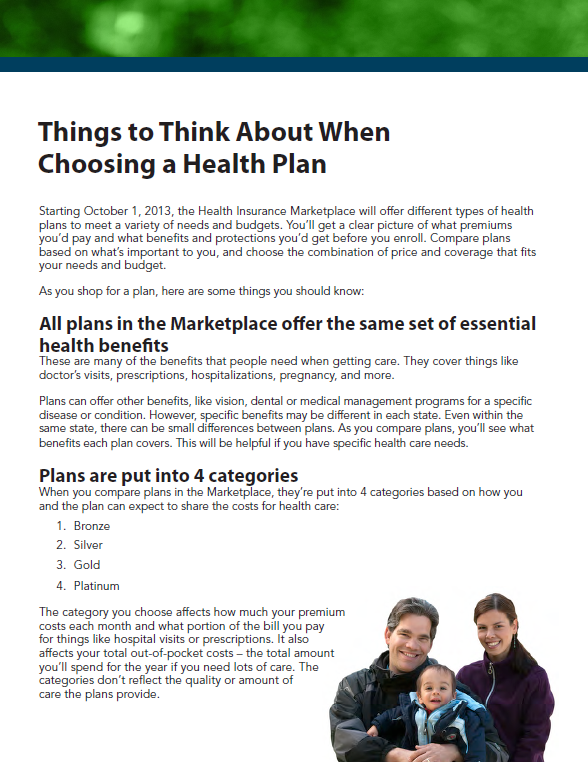 Things to Think About When
Choosing a Health Plan
Starting October 1, 2013, the Health Insurance Marketplace will offer different types of health
plans to meet a variety of needs and budgets. You'll get a clear picture of what premiums
you'd pay and what benefits and protections you'd get before you enroll. Compare plans
based on what's important to you, and choose the combination of price and coverage that fits
your needs and budget.
As you shop for a plan, here are some things you should know:
All plans in the Marketplace offer the same set of essential
health benefits
These are many of the benefits that people need when getting care. They cover things like
doctor's visits, prescriptions, hospitalizations, pregnancy, and more.
Plans can offer other benefits, like vision, dental or medical management programs for a specific
disease or condition. However, specific benefits may be different in each state. Even within the
same state, there can be small differences between plans. As you compare plans, you'll see what
benefits each plan covers. This will be helpful if you have specific health care needs.
Plans are put into 4 categories
When you compare plans in the Marketplace, they're put into 4 categories based on how you
and the plan can expect to share the costs for health care:
1. Bronze
2. Silver
3. Gold
4. Platinum
The category you choose affects how much your premium
costs each month and what portion of the bill you pay
for things like hospital visits or prescriptions. It also
affects your total out-of-pocket costs – the total amount
you'll spend for the year if you need lots of care. The
categories don't reflect the quality or amount of
care the plans provide.